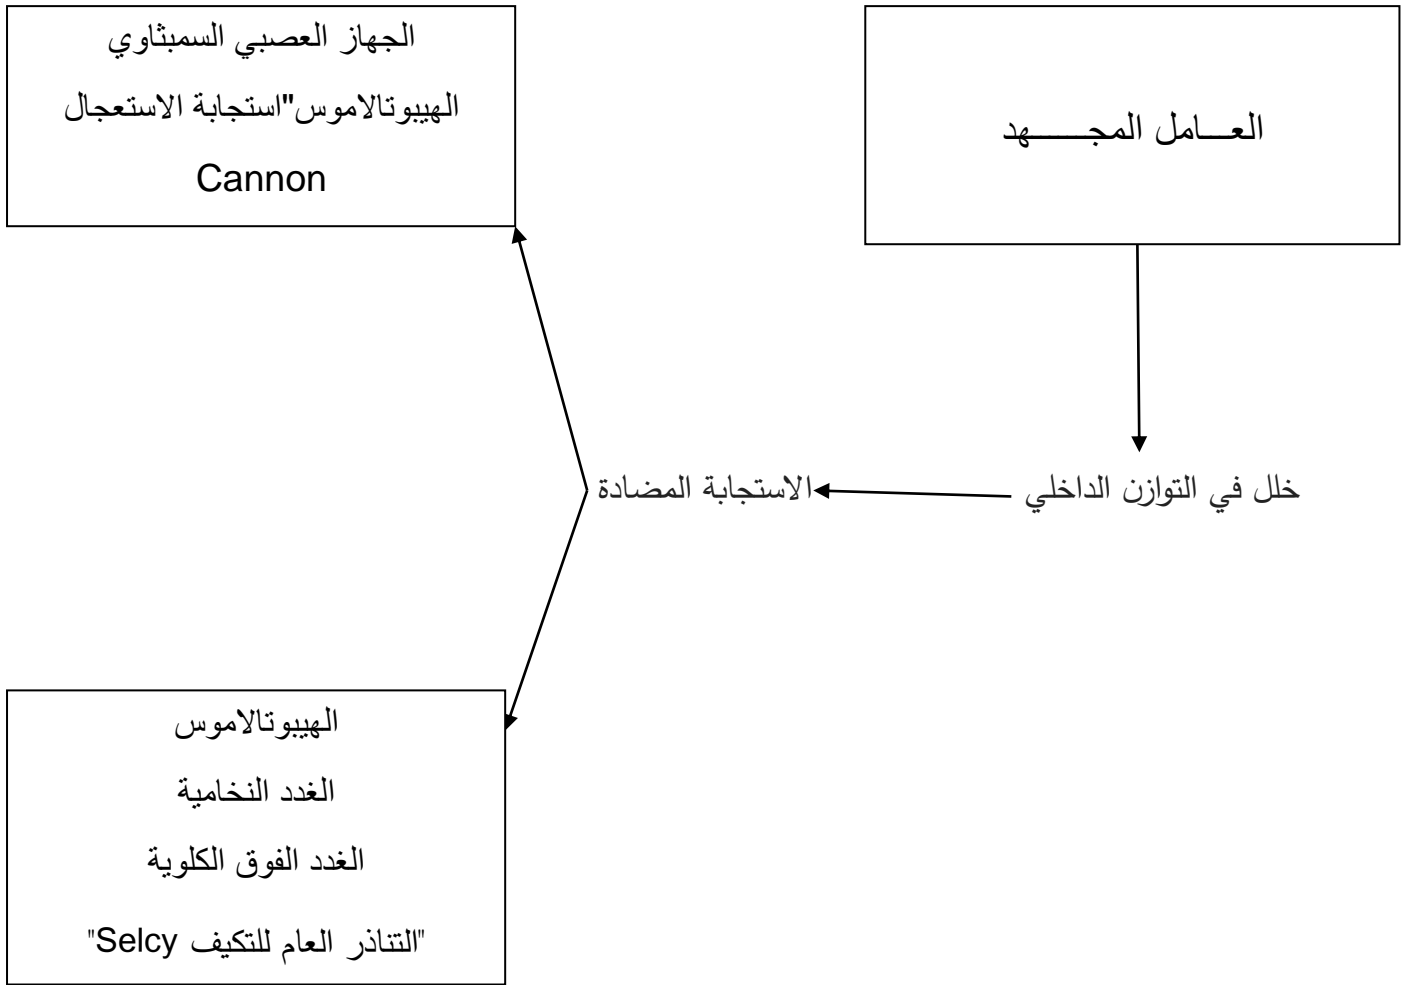 العـــامل المجــــــهد
الجهاز العصبي السمبثاوي
الهيبوتالاموس"استجابة الاستعجال
Cannon
خلل في التوازن الداخلي
الاستجابة المضادة
الهيبوتالاموس
الغدد النخامية
الغدد الفوق الكلوية
"التناذر العام للتكيف Selcy"